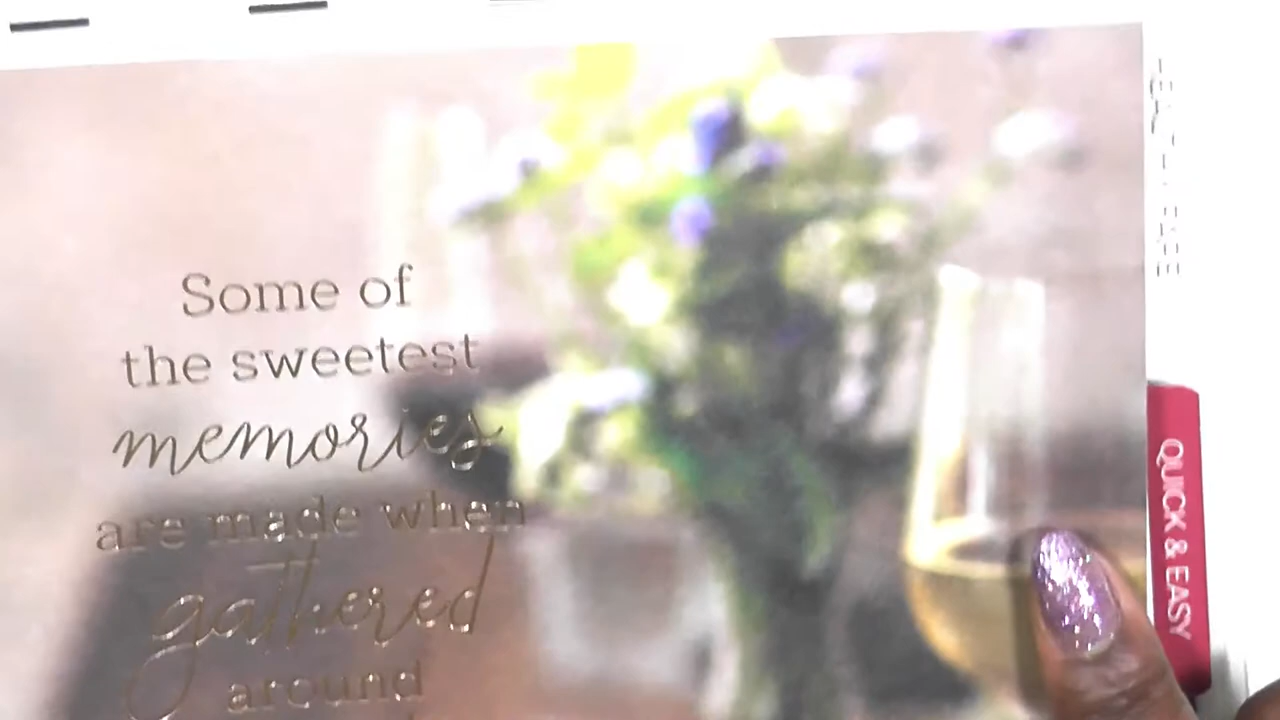 Some of
the sweetest
memories
are made when
gathered
around
QUICK & EASY